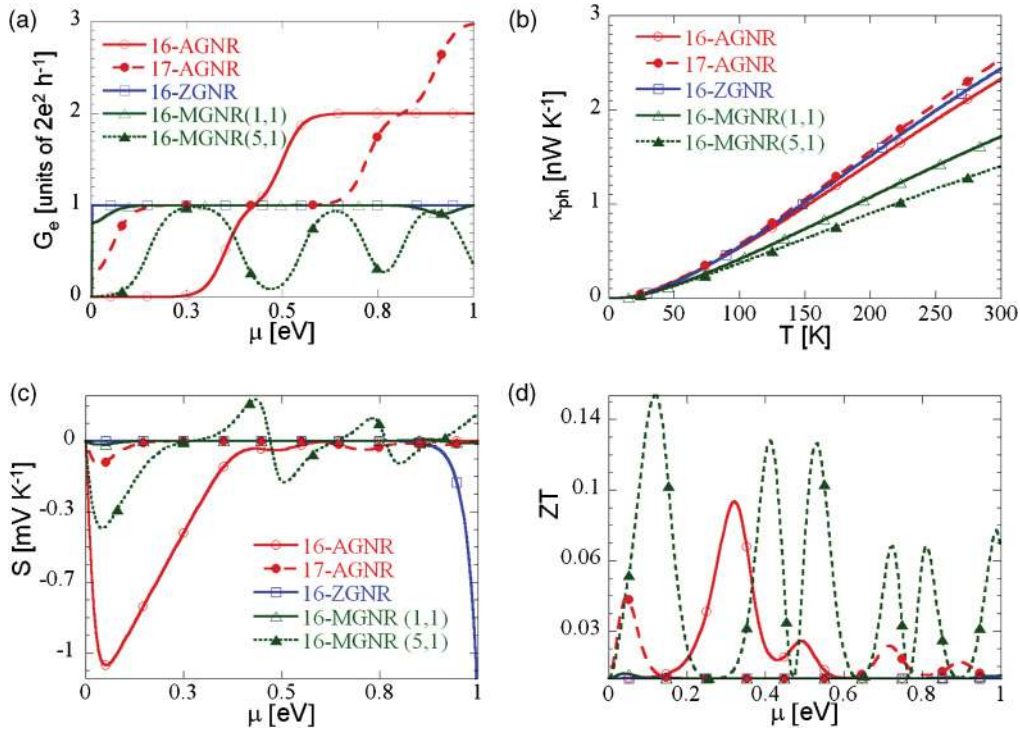 (a)
3
2
1
0
G_e [units of 2e² h⁻¹]
16-AGNR
17-AGNR
16-ZGNR
16-MGNR(1,1)
16-MGNR(5,1)
0 0.3 0.5 0.8 1
μ [eV]
(b)
3
2
1
0
κ_ph [nW K⁻¹]
16-AGNR
17-AGNR
16-ZGNR
16-MGNR(1,1)
16-MGNR(5,1)
0 50 100 150 200 250 300
T [K]
(c)
0
-0.3
-0.7
-1
S [mV K⁻¹]
16-AGNR
17-AGNR
16-ZGNR
16-MGNR (1,1)
16-MGNR (5,1)
0 0.3 0.5 0.8 1
μ [eV]
(d)
0.14
0.1
0.06
0.03
ZT
0 0.2 0.4 0.6 0.8 1
μ [eV]